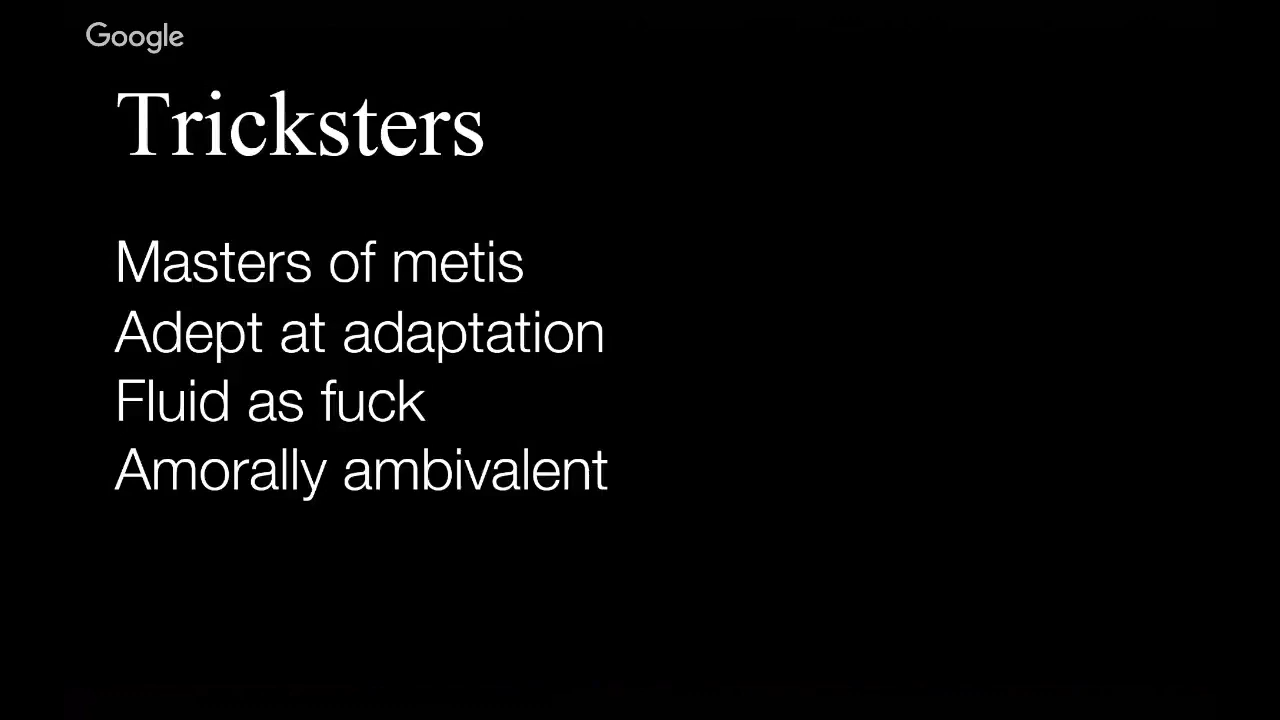 Google
Tricksters
Masters of metis
Adept at adaptation
Fluid as fuck
Amorally ambivalent